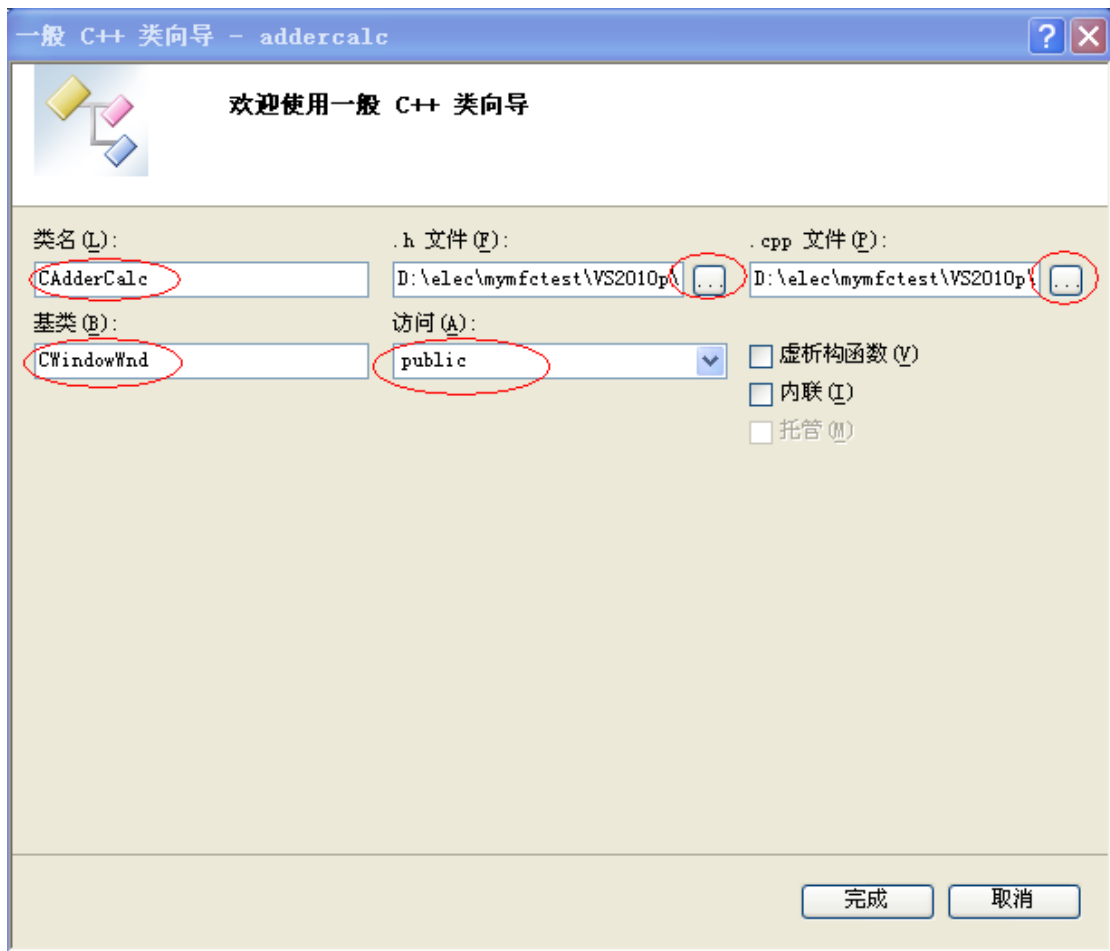 一般 C++ 类向导 - addercalc
欢迎使用一般 C++ 类向导
类名(L): .h 文件(F): .cpp 文件(P):
CAdderCalc D:\elec\mymfctest\VS2010p\ ... D:\elec\mymfctest\VS2010p\ ...
基类(B): 访问(A):
CWindowWnd public 虚析构函数(V)
内联(I)
托管(M)
完成 取消